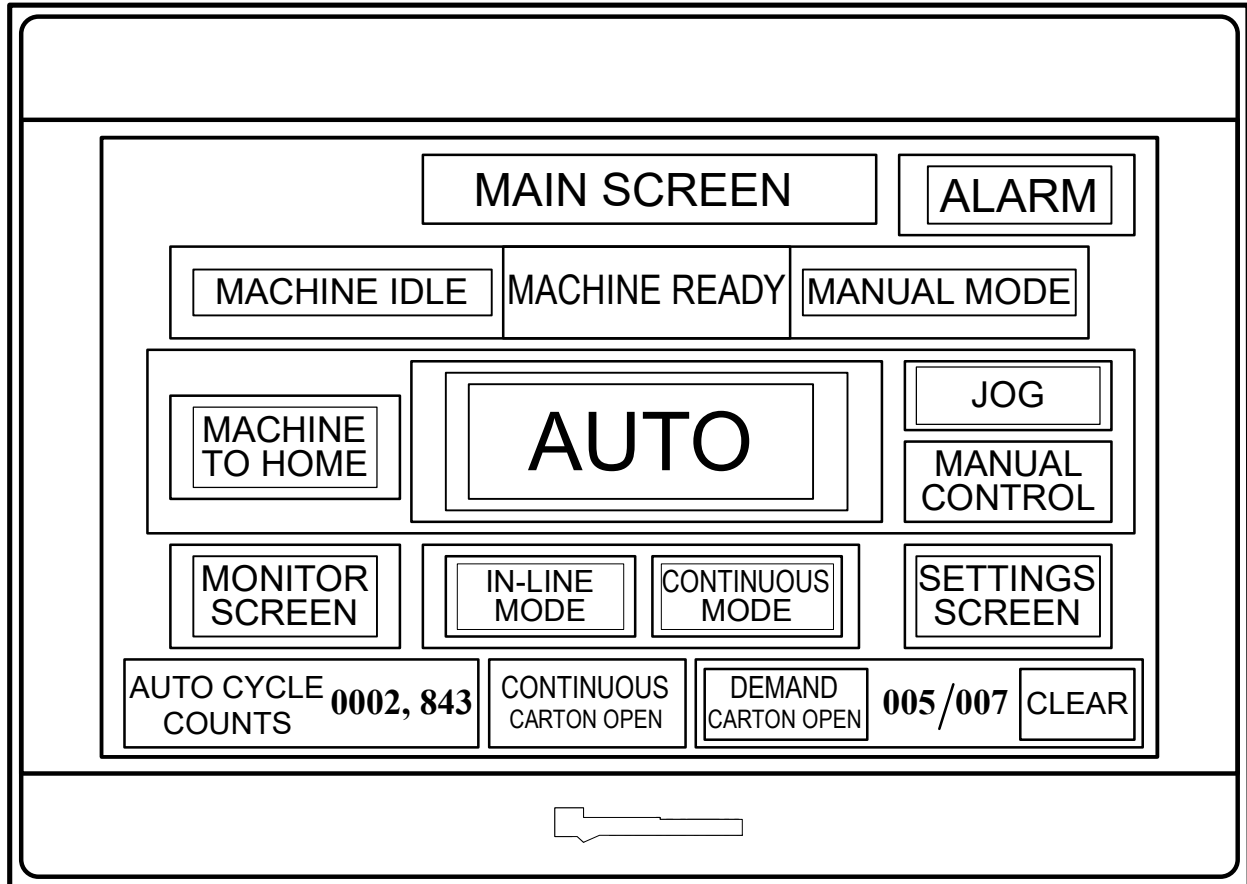 MAIN SCREEN
ALARM
MACHINE IDLE
MACHINE READY
MANUAL MODE
MACHINE
TO HOME
AUTO
JOG
MANUAL
CONTROL
MONITOR
SCREEN
IN-LINE
MODE
CONTINUOUS
MODE
SETTINGS
SCREEN
AUTO CYCLE
COUNTS
0002, 843
CONTINUOUS
CARTON OPEN
DEMAND
CARTON OPEN
005/007
CLEAR